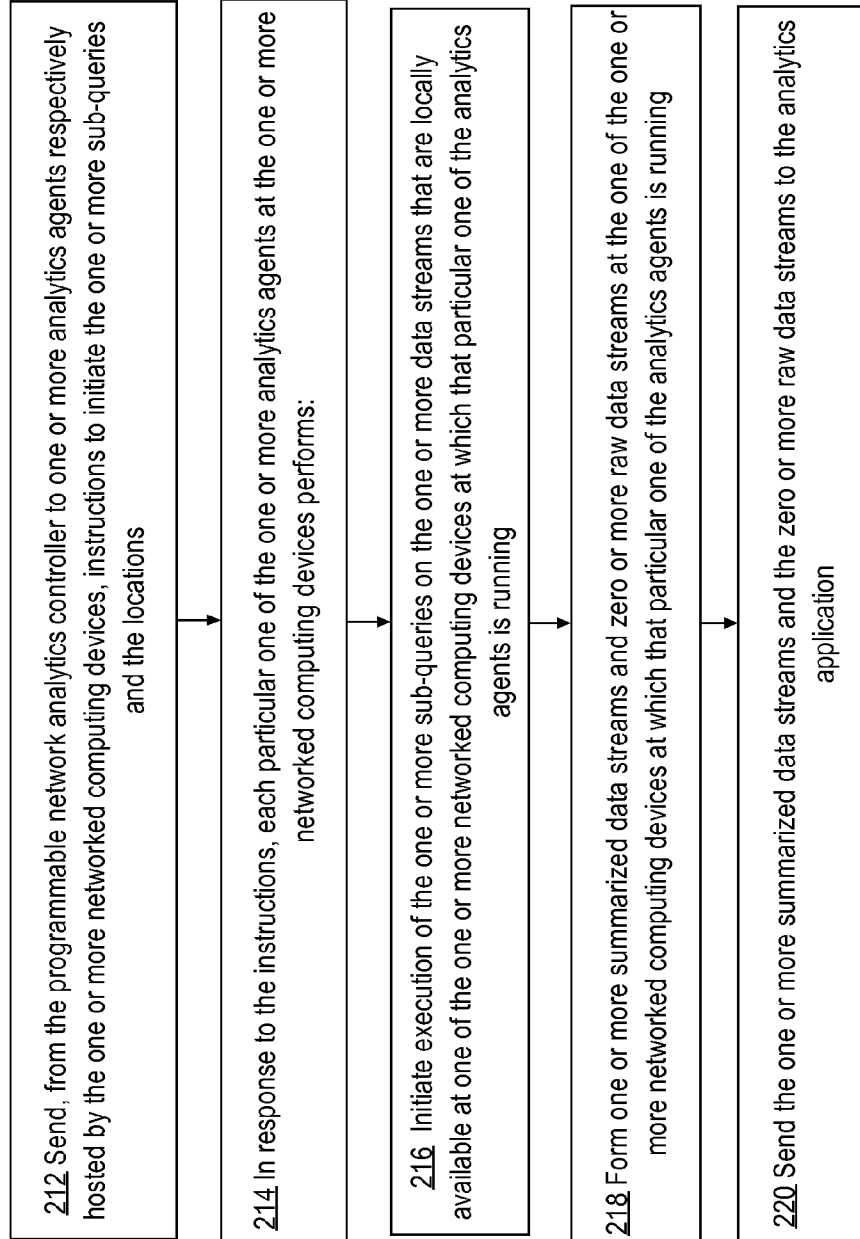 212 Send, from the programmable network analytics controller to one or more analytics agents respectively
hosted by the one or more networked computing devices, instructions to initiate the one or more sub-queries
and the locations
214 In response to the instructions, each particular one of the one or more analytics agents at the one or more
networked computing devices performs:
216 Initiate execution of the one or more sub-queries on the one or more data streams that are locally
available at one of the one or more networked computing devices at which that particular one of the analytics
agents is running
218 Form one or more summarized data streams and zero or more raw data streams at the one of the one or
more networked computing devices at which that particular one of the analytics agents is running
220 Send the one or more summarized data streams and the zero or more raw data streams to the analytics
application